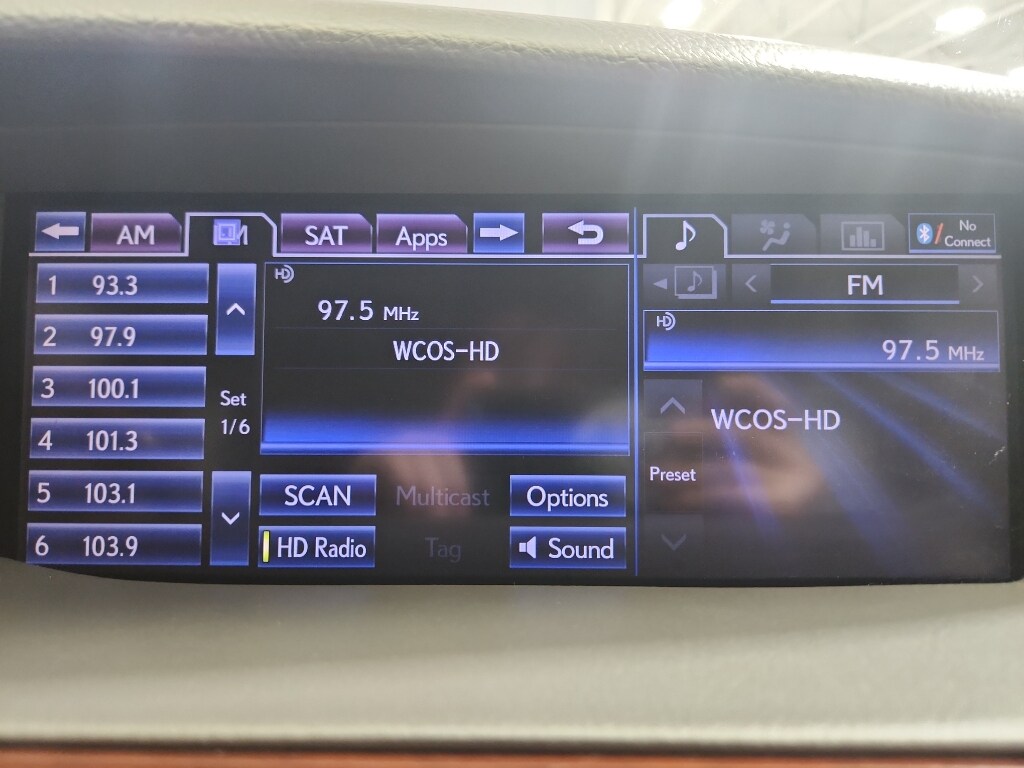 AM
SAT
Apps
No
Connect
1 93.3
2 97.9
3 100.1
4 101.3
5 103.1
6 103.9
Set
1/6
HD
97.5 MHz
WCOS-HD
SCAN
Multicast
Options
HD Radio
Tag
Sound
FM
HD
97.5 MHz
WCOS-HD
Preset